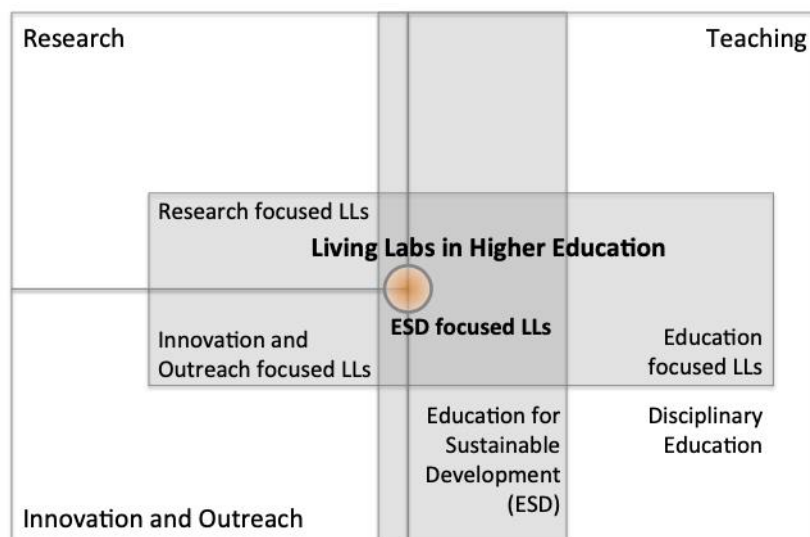 Research
Teaching
Research focused LLs
Living Labs in Higher Education
ESD focused LLs
Innovation and
Outreach focused LLs
Education
focused LLs
Education for
Sustainable
Development
(ESD)
Disciplinary
Education
Innovation and Outreach